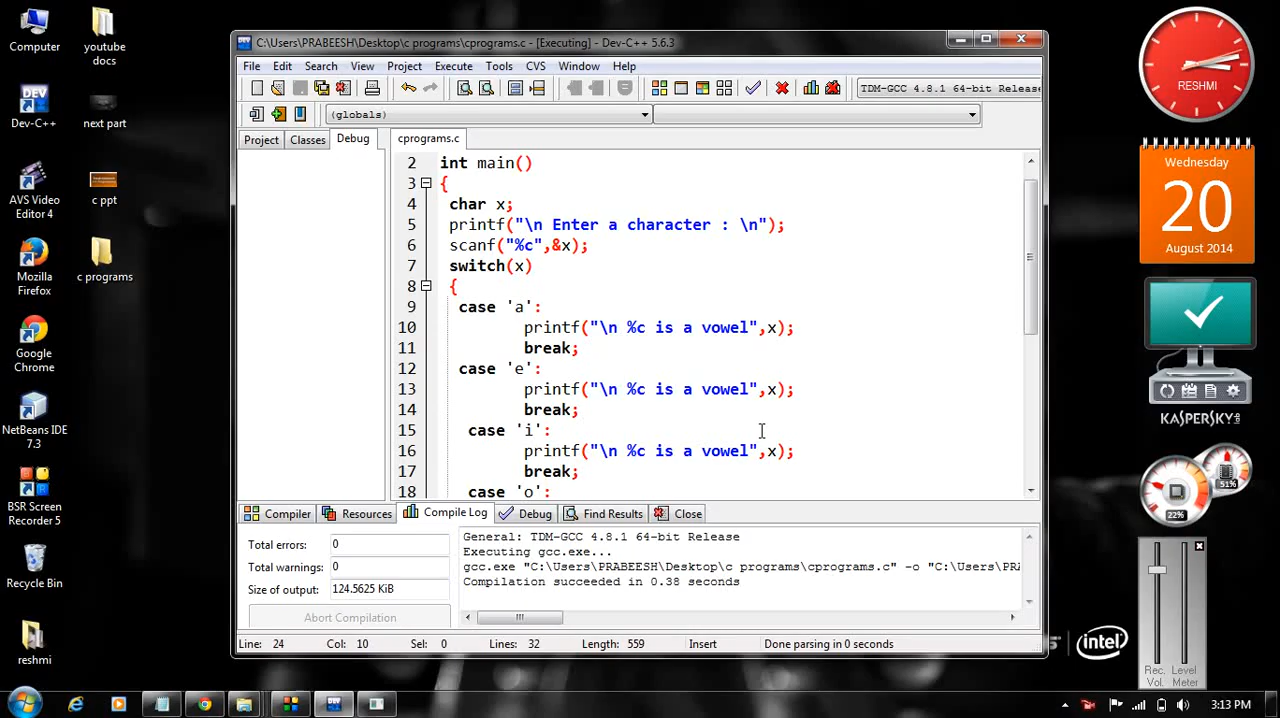 Computer
youtube
docs
Dev-C++
next part
AVS Video
Editor 4
c ppt
Mozilla
Firefox
c programs
Google
Chrome
NetBeans IDE
7.3
BSR Screen
Recorder 5
Recycle Bin
reshmi
C:\Users\PRABEESH\Desktop\c programs\cprograms.c - [Executing] - Dev-C++ 5.6.3
File Edit Search View Project Execute Tools CVS Window Help
TDM-GCC 4.8.1 64-bit Release
(globals)
Project Classes Debug
cprograms.c
2 int main()
3 {
4 char x;
5 printf("\n Enter a character : \n");
6 scanf("%c",&x);
7 switch(x)
8 {
9 case 'a':
10 printf("\n %c is a vowel",x);
11 break;
12 case 'e':
13 printf("\n %c is a vowel",x);
14 break;
15 case 'i':
16 printf("\n %c is a vowel",x);
17 break;
18 case 'o':
Compiler Resources Compile Log Debug Find Results Close
Total errors: 0
Total warnings: 0
Size of output: 124.5625 KiB
Abort Compilation
General: TDM-GCC 4.8.1 64-bit Release
Executing gcc.exe...
gcc.exe "C:\Users\PRABEESH\Desktop\c programs\cprograms.c" -o "C:\Users\PRA
Compilation succeeded in 0.38 seconds
Line: 24 Col: 10 Sel: 0 Lines: 32 Length: 559 Insert Done parsing in 0 seconds
RESHMI
Wednesday
20
August 2014
KASPERSKY
51%
22%
Rec. Level
Vol. Meter
intel
3:13 PM